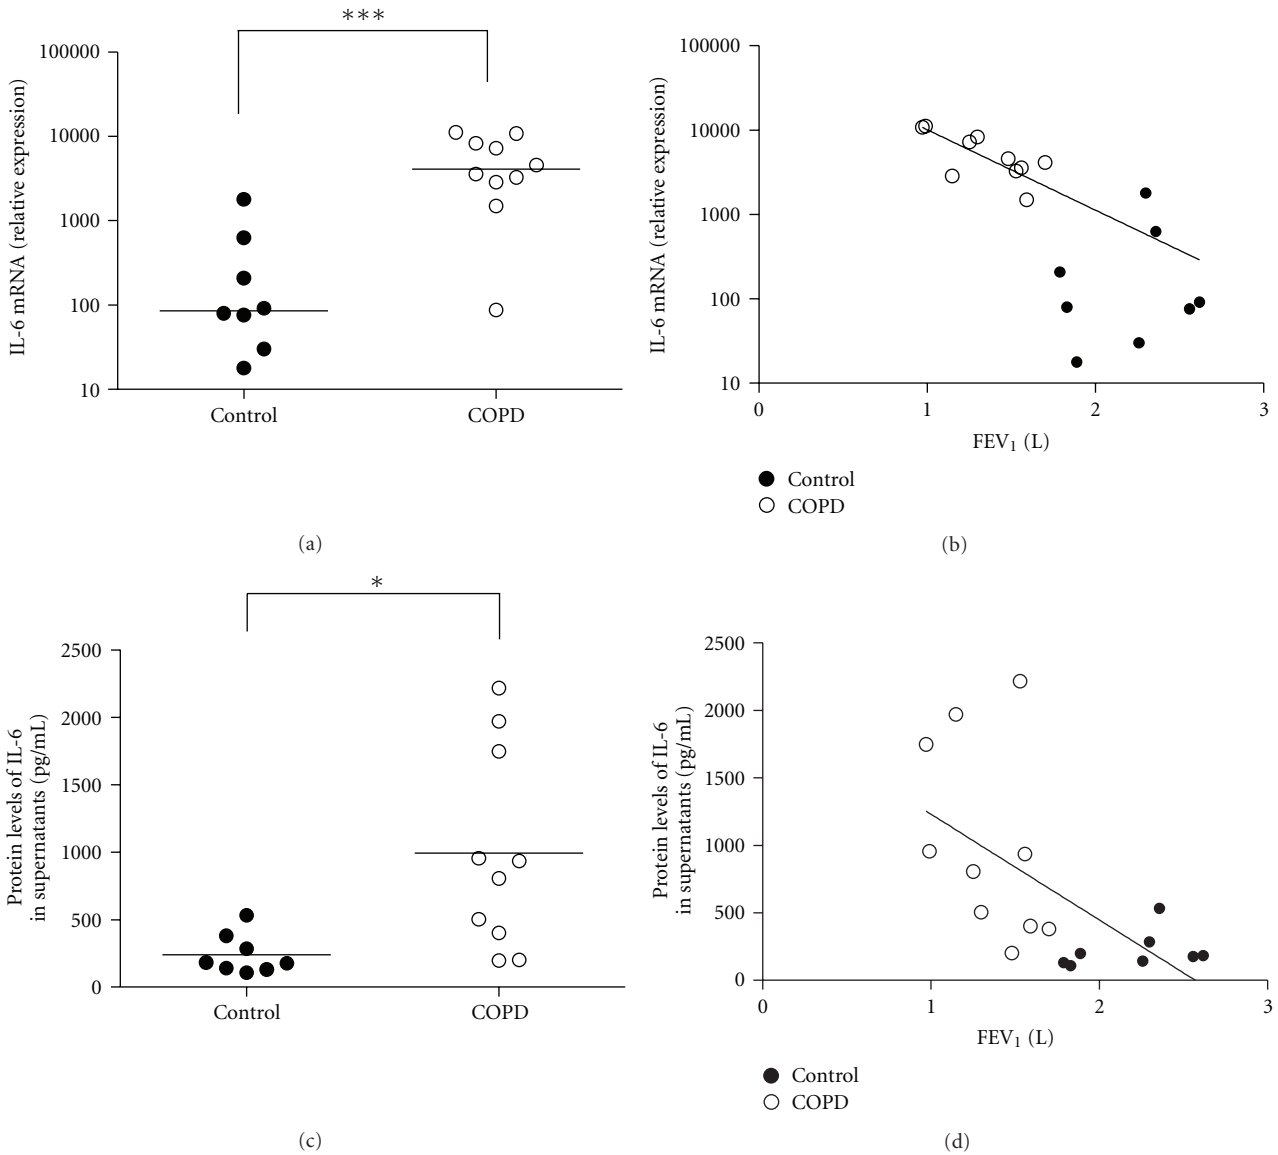 ***
100000
10000
1000
100
10
IL-6 mRNA (relative expression)
Control
COPD
(a)
100000
10000
1000
100
10
IL-6 mRNA (relative expression)
0
1
2
3
FEV₁ (L)
Control
COPD
(b)
*
2500
2000
1500
1000
500
0
Protein levels of IL-6
in supernatants (pg/mL)
Control
COPD
(c)
2500
2000
1500
1000
500
0
Protein levels of IL-6
in supernatants (pg/mL)
0
1
2
3
FEV₁ (L)
Control
COPD
(d)